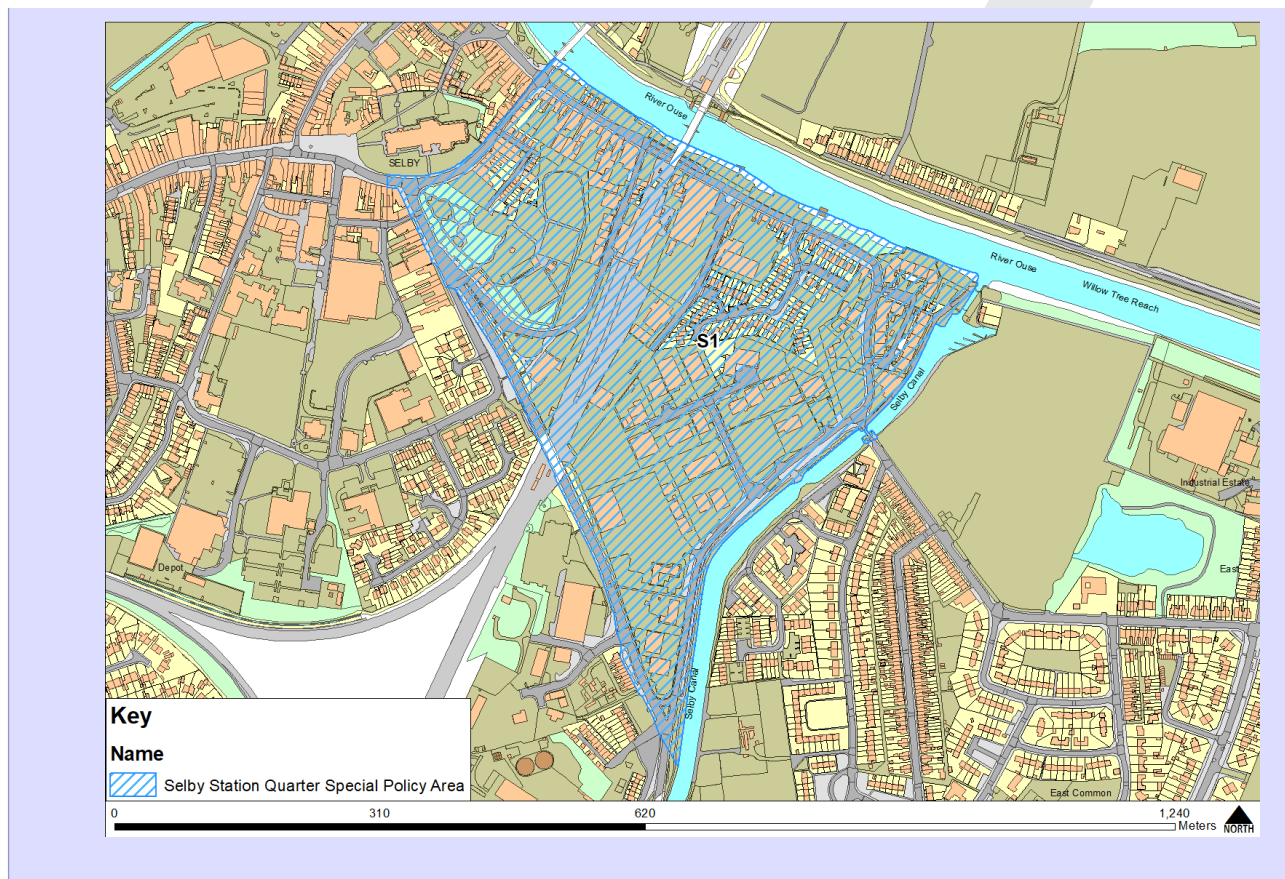 River Ouse
SELBY
River Ouse
Willow Tree Reach
S1
Selby Canal
Industrial Estate
Depot
East
Selby Canal
Key
Name
Selby Station Quarter Special Policy Area
East Common
0 310 620 1,240
Meters
NORTH